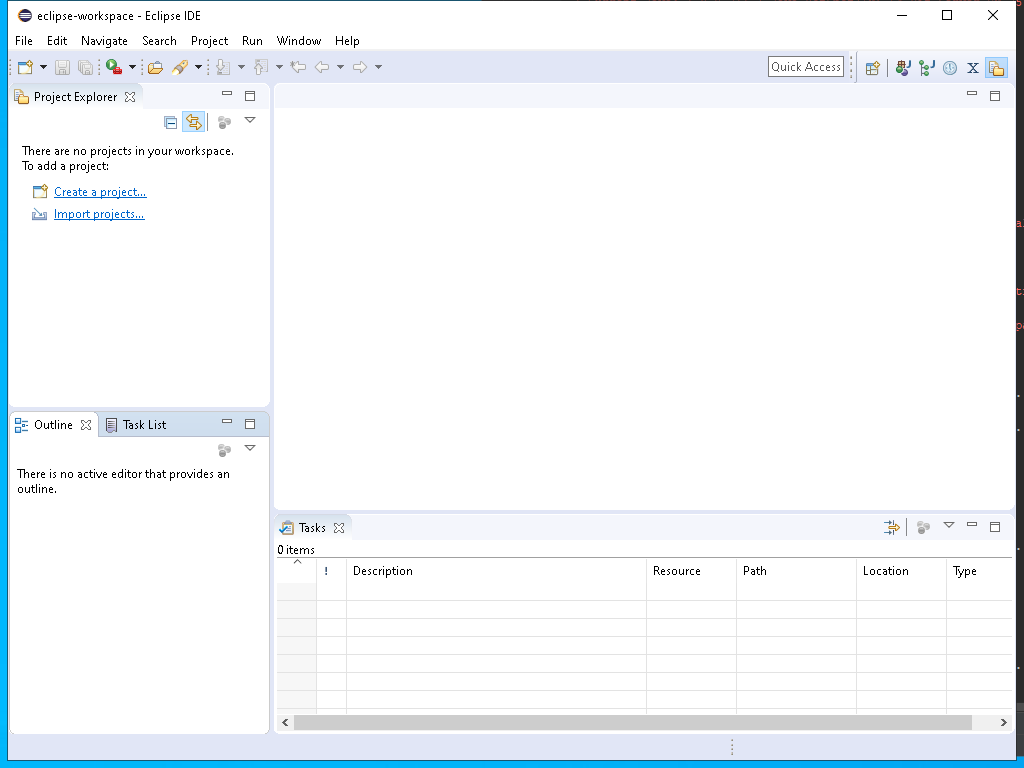 eclipse-workspace - Eclipse IDE
File Edit Navigate Search Project Run Window Help
Quick Access
Project Explorer
There are no projects in your workspace.
To add a project:
Create a project...
Import projects...
Outline
Task List
There is no active editor that provides an
outline.
Tasks
0 items
! Description Resource Path Location Type